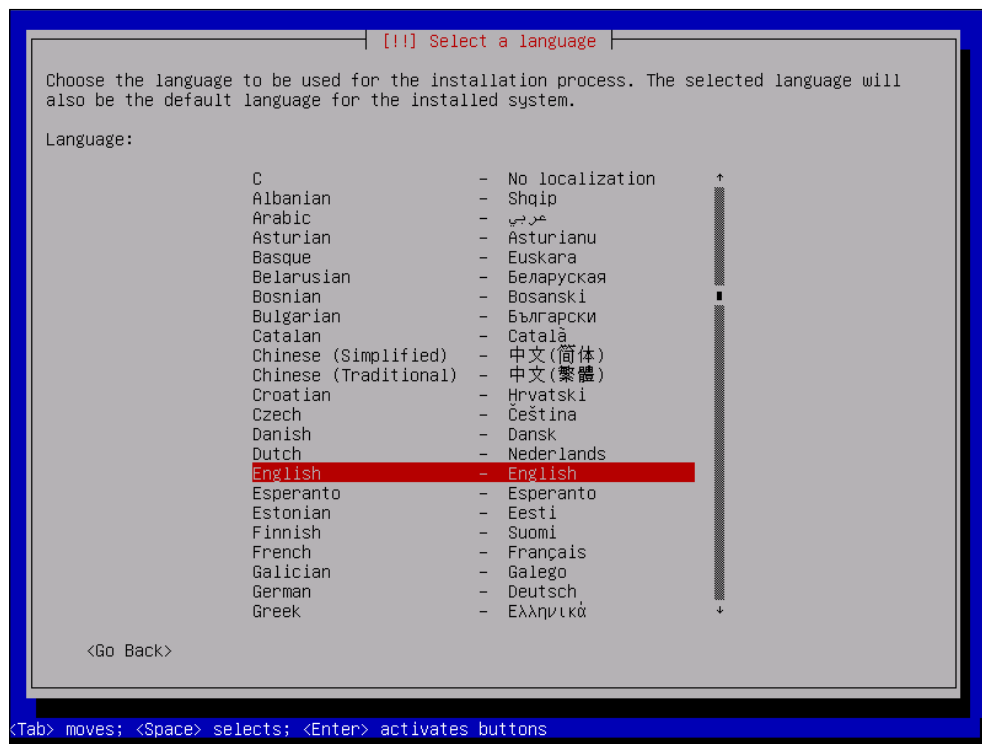 [!!] Select a language
Choose the language to be used for the installation process. The selected language will
also be the default language for the installed system.
Language:
C - No localization
Albanian - Shqip
Arabic - عربي
Asturian - Asturianu
Basque - Euskara
Belarusian - Беларуская
Bosnian - Bosanski
Bulgarian - Български
Catalan - Català
Chinese (Simplified) - 中文(简体)
Chinese (Traditional) - 中文(繁體)
Croatian - Hrvatski
Czech - Čeština
Danish - Dansk
Dutch - Nederlands
English - English
Esperanto - Esperanto
Estonian - Eesti
Finnish - Suomi
French - Français
Galician - Galego
German - Deutsch
Greek - Ελληνικά
<Go Back>
<Tab> moves; <Space> selects; <Enter> activates buttons